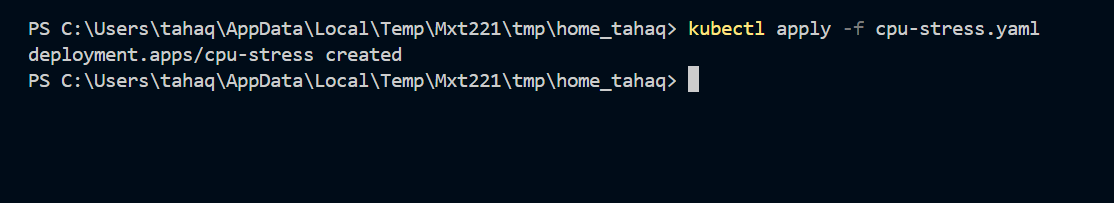 PS C:\Users\tahaq\AppData\Local\Temp\Mxt221\tmp\home_tahaq> kubectl apply -f cpu-stress.yaml
deployment.apps/cpu-stress created
PS C:\Users\tahaq\AppData\Local\Temp\Mxt221\tmp\home_tahaq>